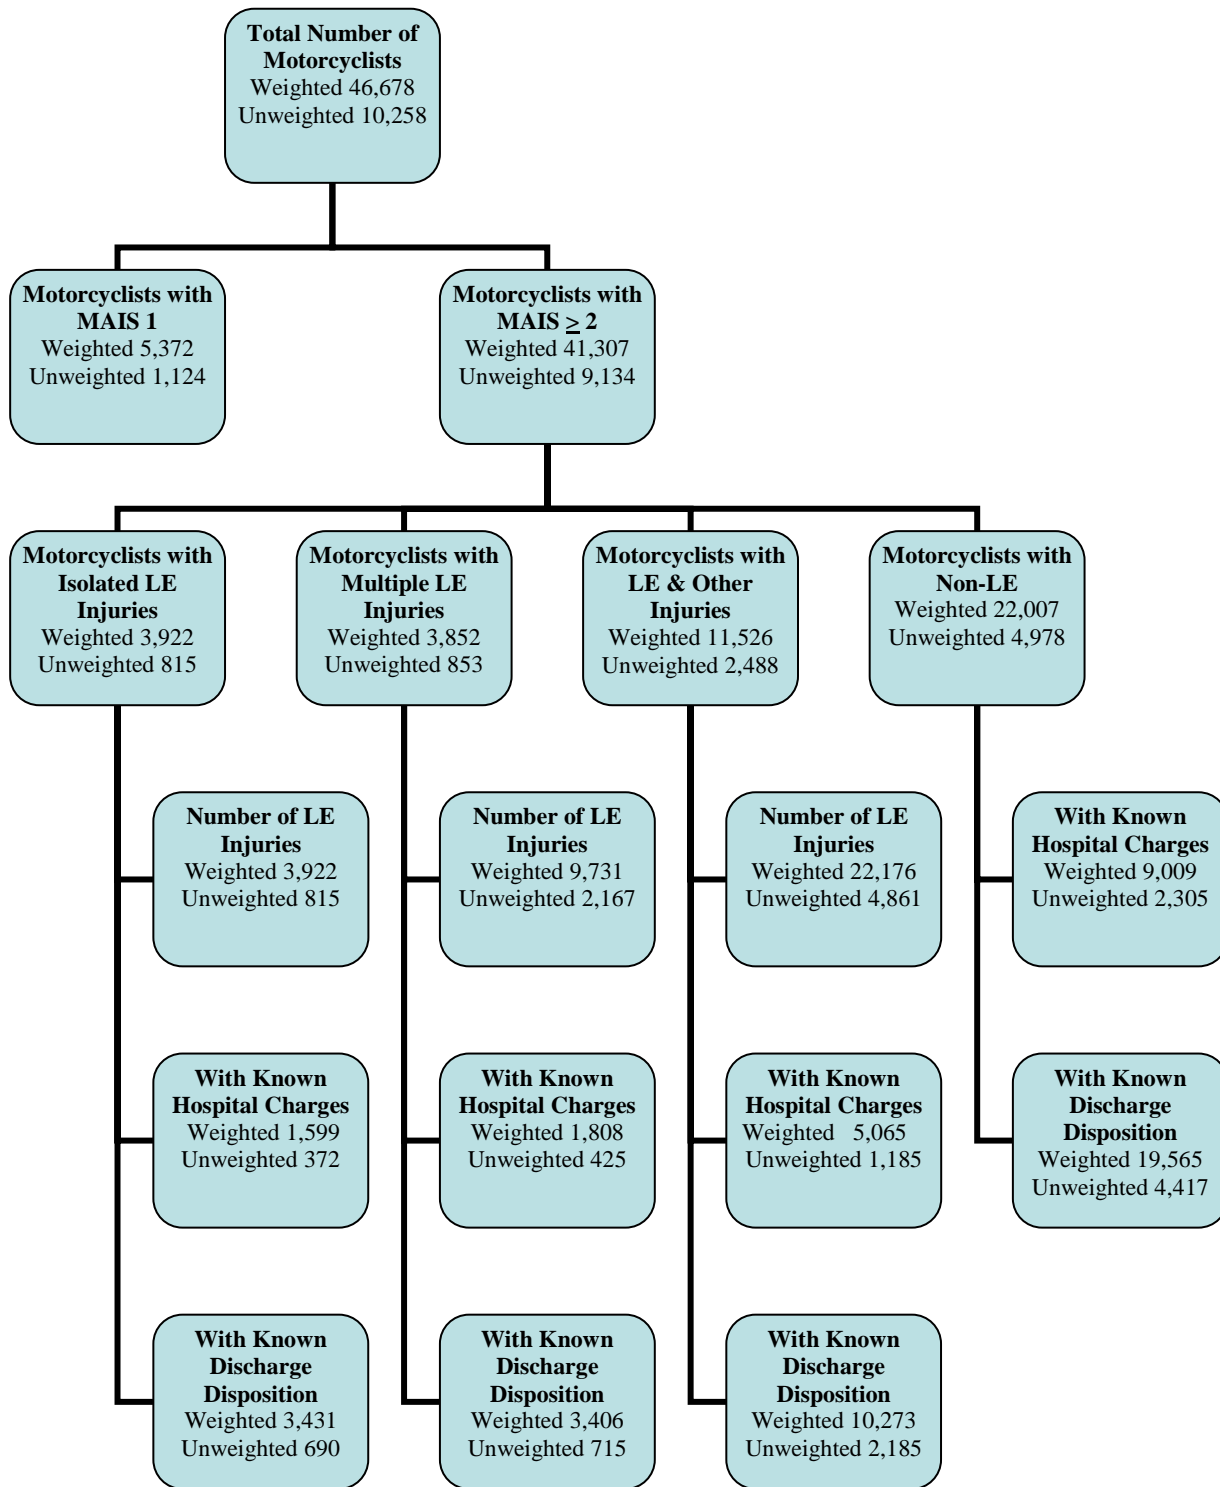 Total Number of
Motorcyclists
Weighted 46,678
Unweighted 10,258
Motorcyclists with
MAIS 1
Weighted 5,372
Unweighted 1,124
Motorcyclists with
MAIS ≥ 2
Weighted 41,307
Unweighted 9,134
Motorcyclists with
Isolated LE
Injuries
Weighted 3,922
Unweighted 815
Motorcyclists with
Multiple LE
Injuries
Weighted 3,852
Unweighted 853
Motorcyclists with
LE & Other
Injuries
Weighted 11,526
Unweighted 2,488
Motorcyclists with
Non-LE
Weighted 22,007
Unweighted 4,978
Number of LE
Injuries
Weighted 3,922
Unweighted 815
Number of LE
Injuries
Weighted 9,731
Unweighted 2,167
Number of LE
Injuries
Weighted 22,176
Unweighted 4,861
With Known
Hospital Charges
Weighted 9,009
Unweighted 2,305
With Known
Hospital Charges
Weighted 1,599
Unweighted 372
With Known
Hospital Charges
Weighted 1,808
Unweighted 425
With Known
Hospital Charges
Weighted 5,065
Unweighted 1,185
With Known
Discharge
Disposition
Weighted 19,565
Unweighted 4,417
With Known
Discharge
Disposition
Weighted 3,431
Unweighted 690
With Known
Discharge
Disposition
Weighted 3,406
Unweighted 715
With Known
Discharge
Disposition
Weighted 10,273
Unweighted 2,185